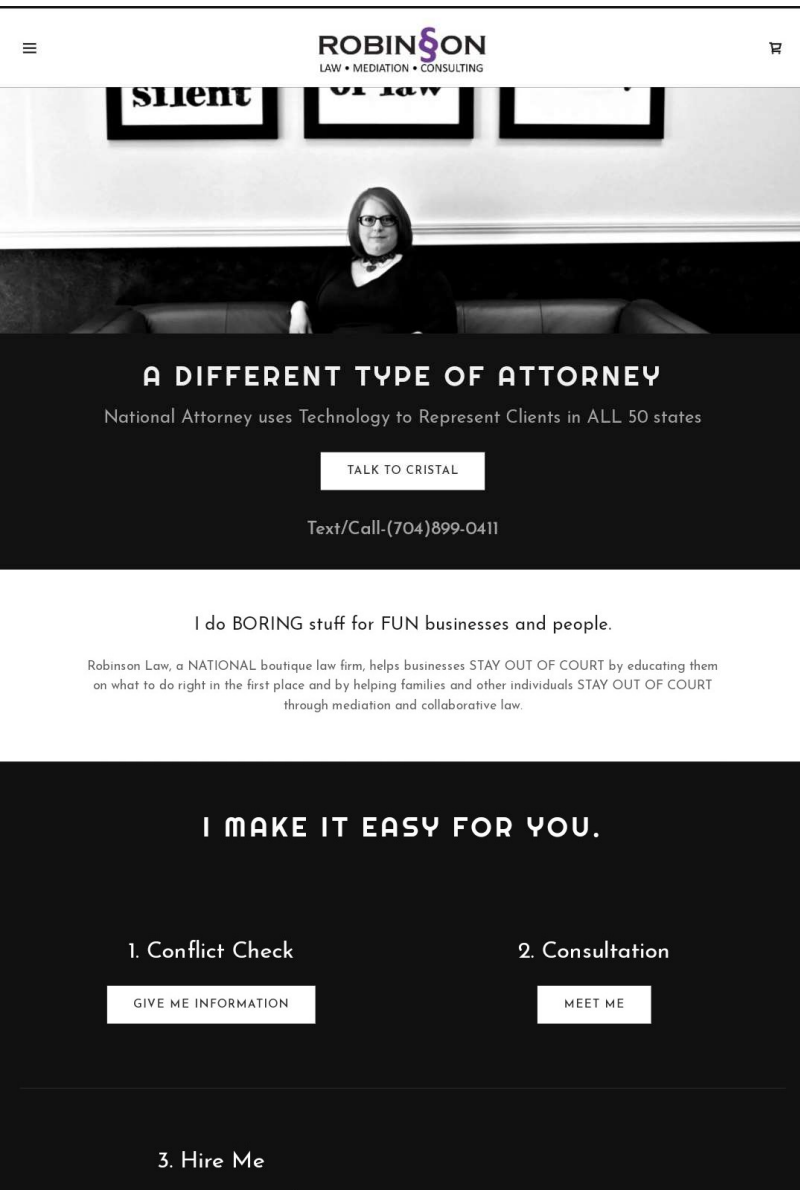 ROBIN§ON
LAW • MEDIATION • CONSULTING
silent
of law
A DIFFERENT TYPE OF ATTORNEY
National Attorney uses Technology to Represent Clients in ALL 50 states
TALK TO CRISTAL
Text/Call-(704)899-0411
I do BORING stuff for FUN businesses and people.
Robinson Law, a NATIONAL boutique law firm, helps businesses STAY OUT OF COURT by educating them
on what to do right in the first place and by helping families and other individuals STAY OUT OF COURT
through mediation and collaborative law.
I MAKE IT EASY FOR YOU.
1. Conflict Check
2. Consultation
GIVE ME INFORMATION
MEET ME
3. Hire Me